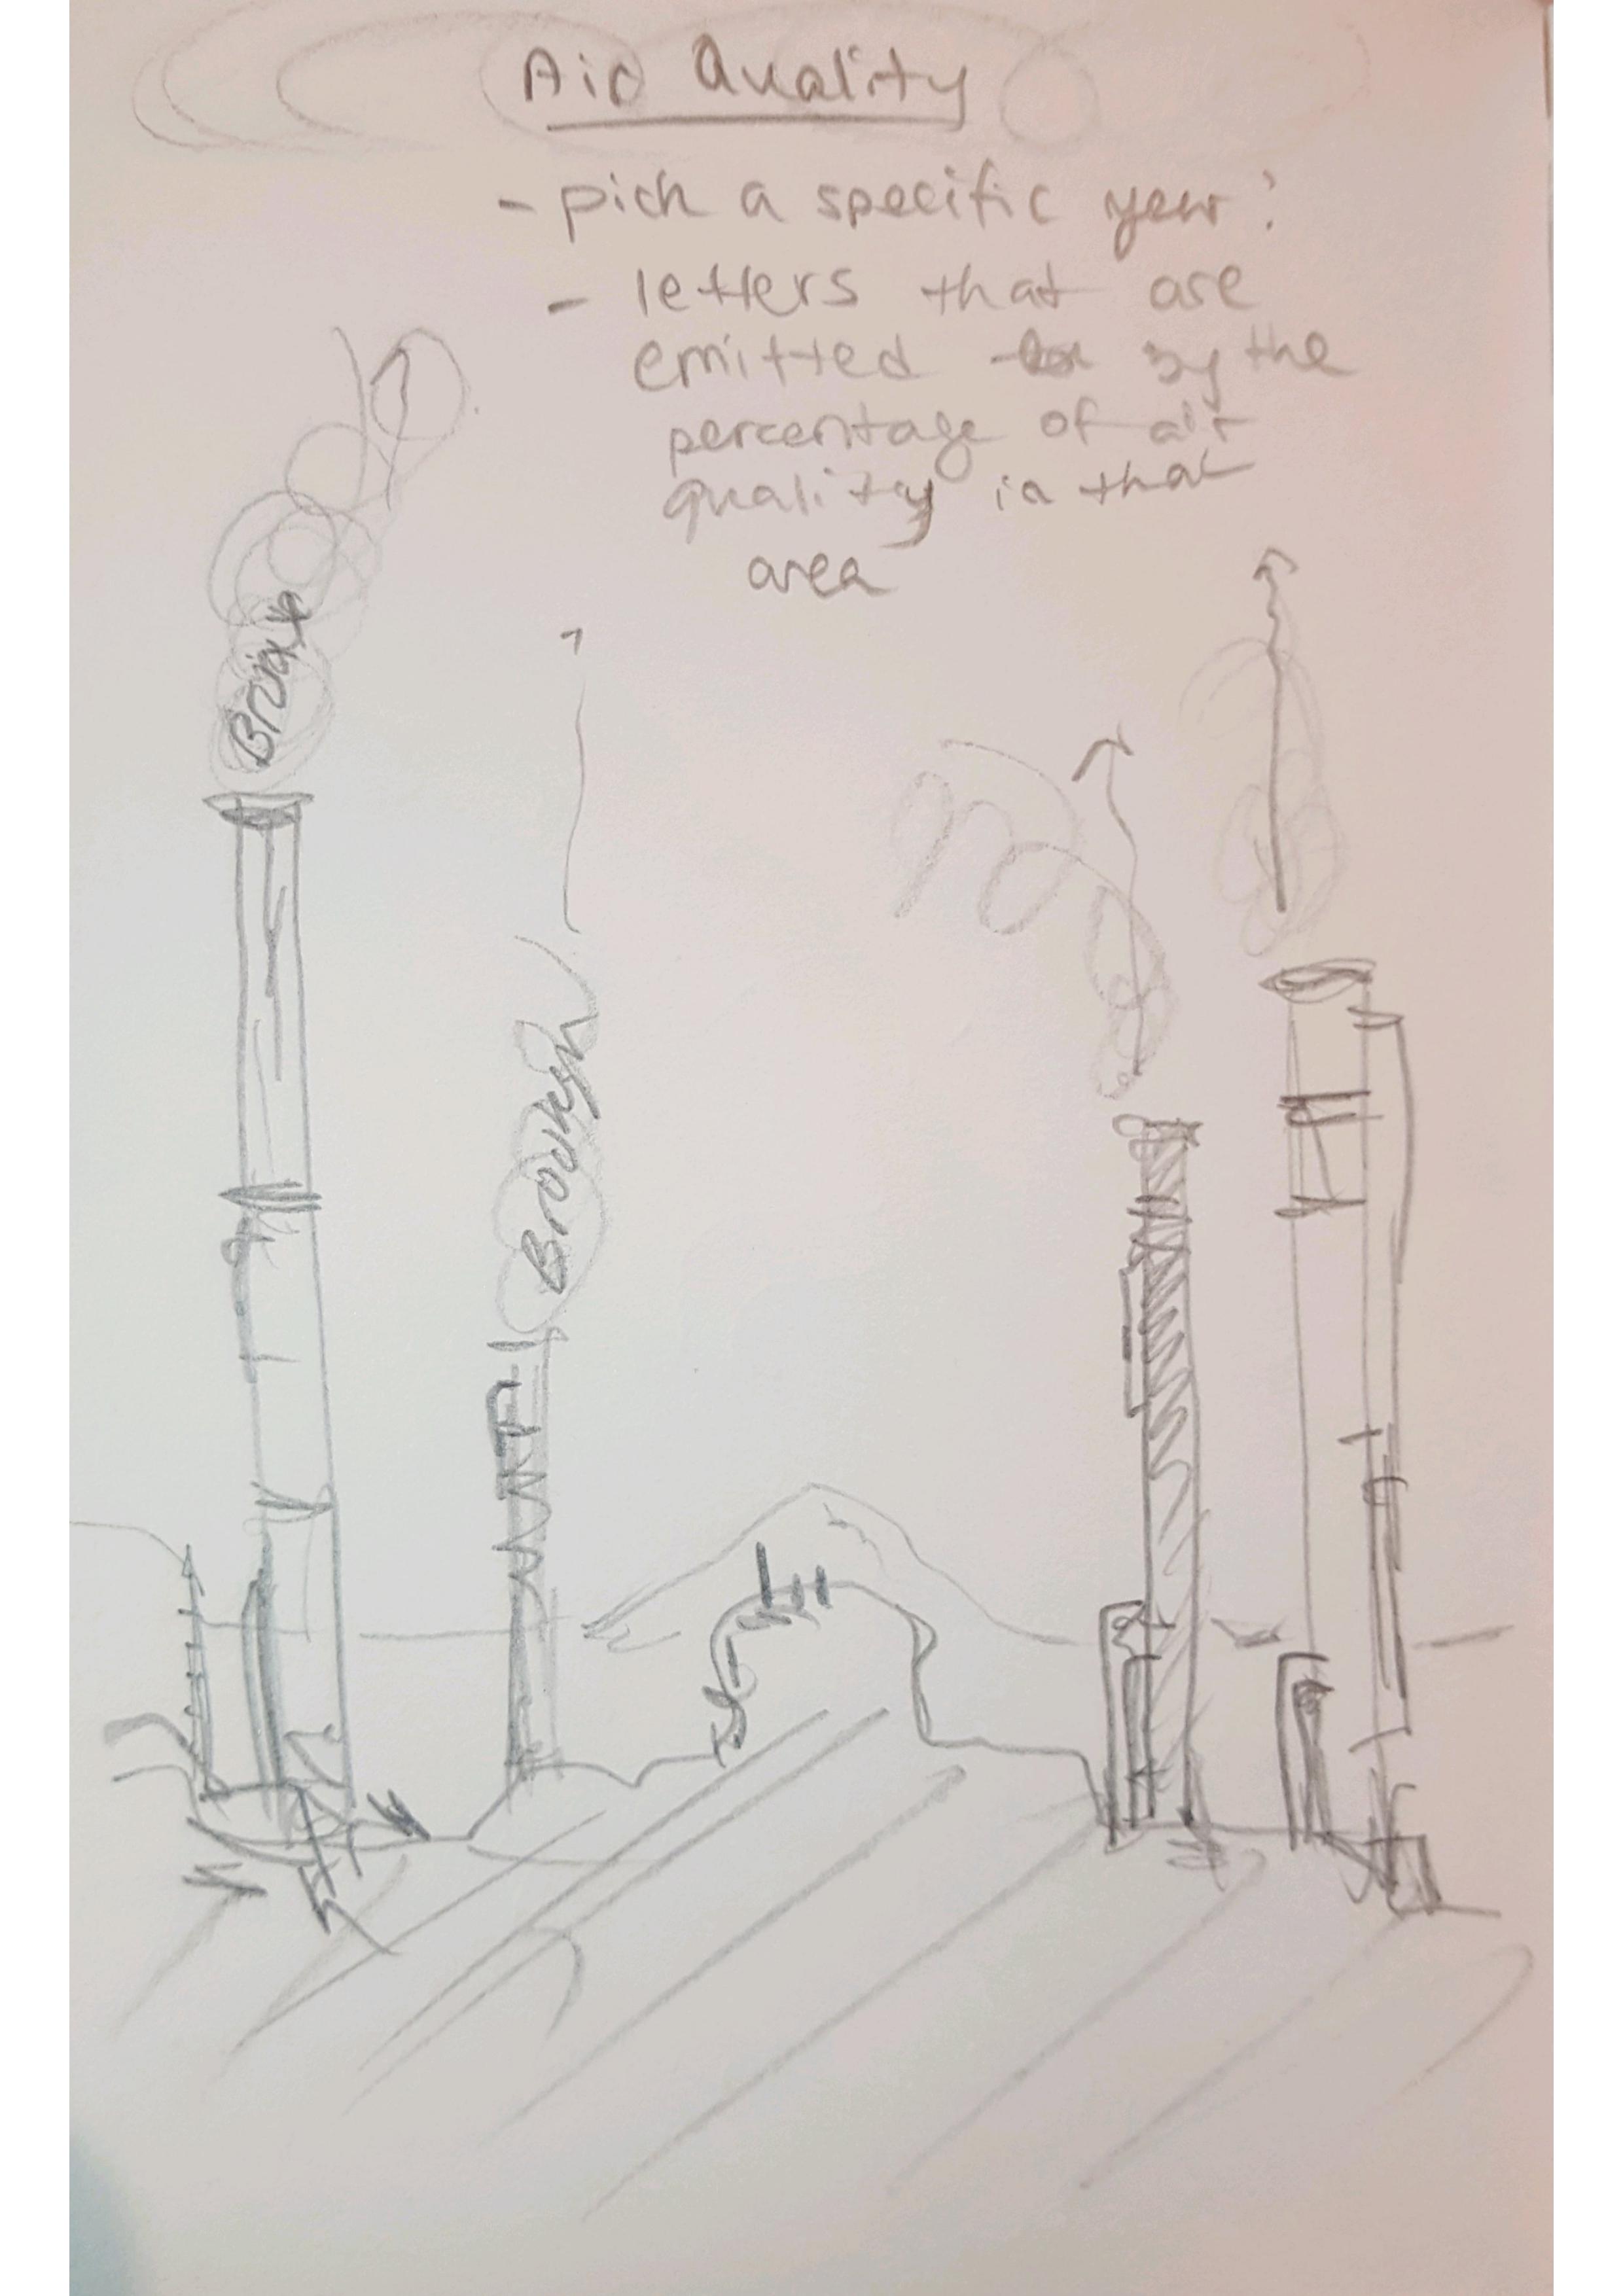 Air Quality
- pick a specific year?
- letters that are
emitted by the
percentage of air
quality in that
area
Bronx
Brooklyn